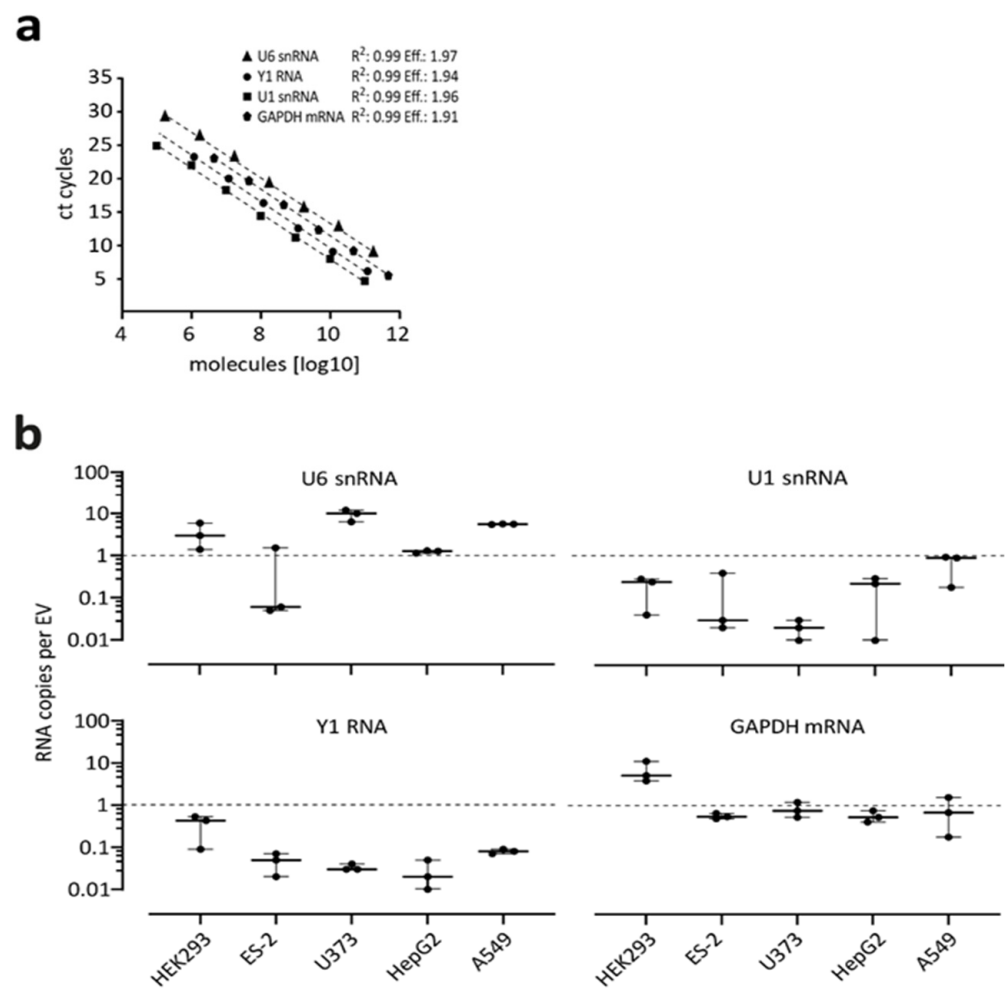 a
▲ U6 snRNA R²: 0.99 Eff.: 1.97
● Y1 RNA R²: 0.99 Eff.: 1.94
■ U1 snRNA R²: 0.99 Eff.: 1.96
⬟ GAPDH mRNA R²: 0.99 Eff.: 1.91
35
30
25
20
15
10
5
ct cycles
4 6 8 10 12
molecules [log10]
b
RNA copies per EV
U6 snRNA
100
10
1
0.1
0.01
U1 snRNA
Y1 RNA
100
10
1
0.1
0.01
GAPDH mRNA
HEK293 ES-2 U373 HepG2 A549
HEK293 ES-2 U373 HepG2 A549